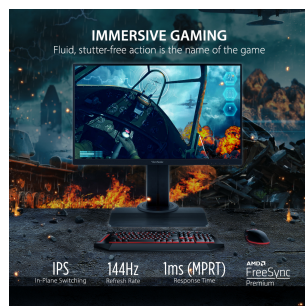 IMMERSIVE GAMING
Fluid, stutter-free action is the name of the game
IPS
In-Plane Switching
144Hz
Refresh Rate
1ms (MPRT)
Response Time
AMD
FreeSync
Premium